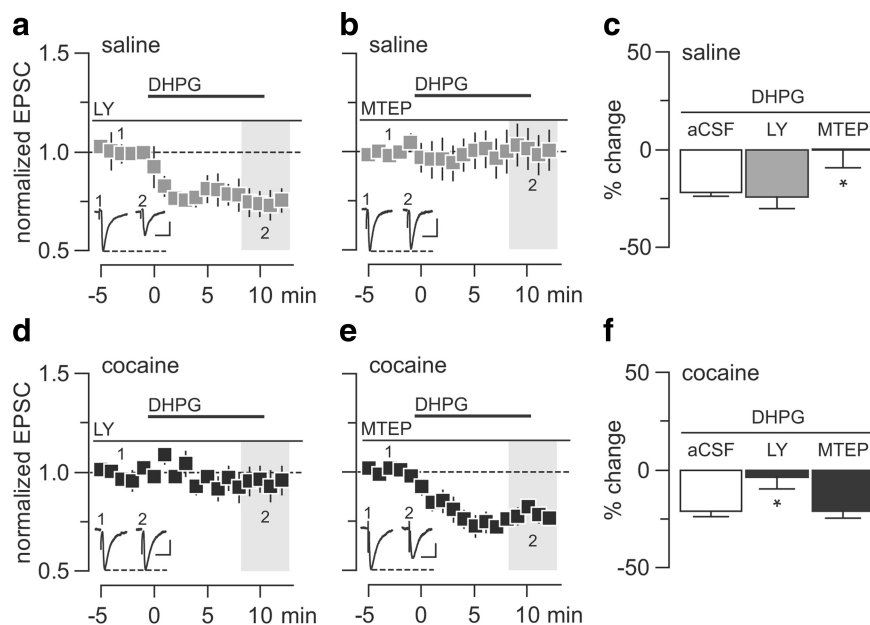 a
saline
normalized EPSC
1.5
1.0
0.5
DHPG
LY
1
2
1
2
-5
0
5
10
min
b
saline
DHPG
MTEP
1
2
1
2
-5
0
5
10
min
c
saline
% change
50
0
-50
DHPG
aCSF
LY
MTEP
*
d
cocaine
normalized EPSC
1.5
1.0
0.5
DHPG
LY
1
2
1
2
-5
0
5
10
min
e
cocaine
DHPG
MTEP
1
2
1
2
-5
0
5
10
min
f
cocaine
% change
50
0
-50
DHPG
aCSF
LY
MTEP
*